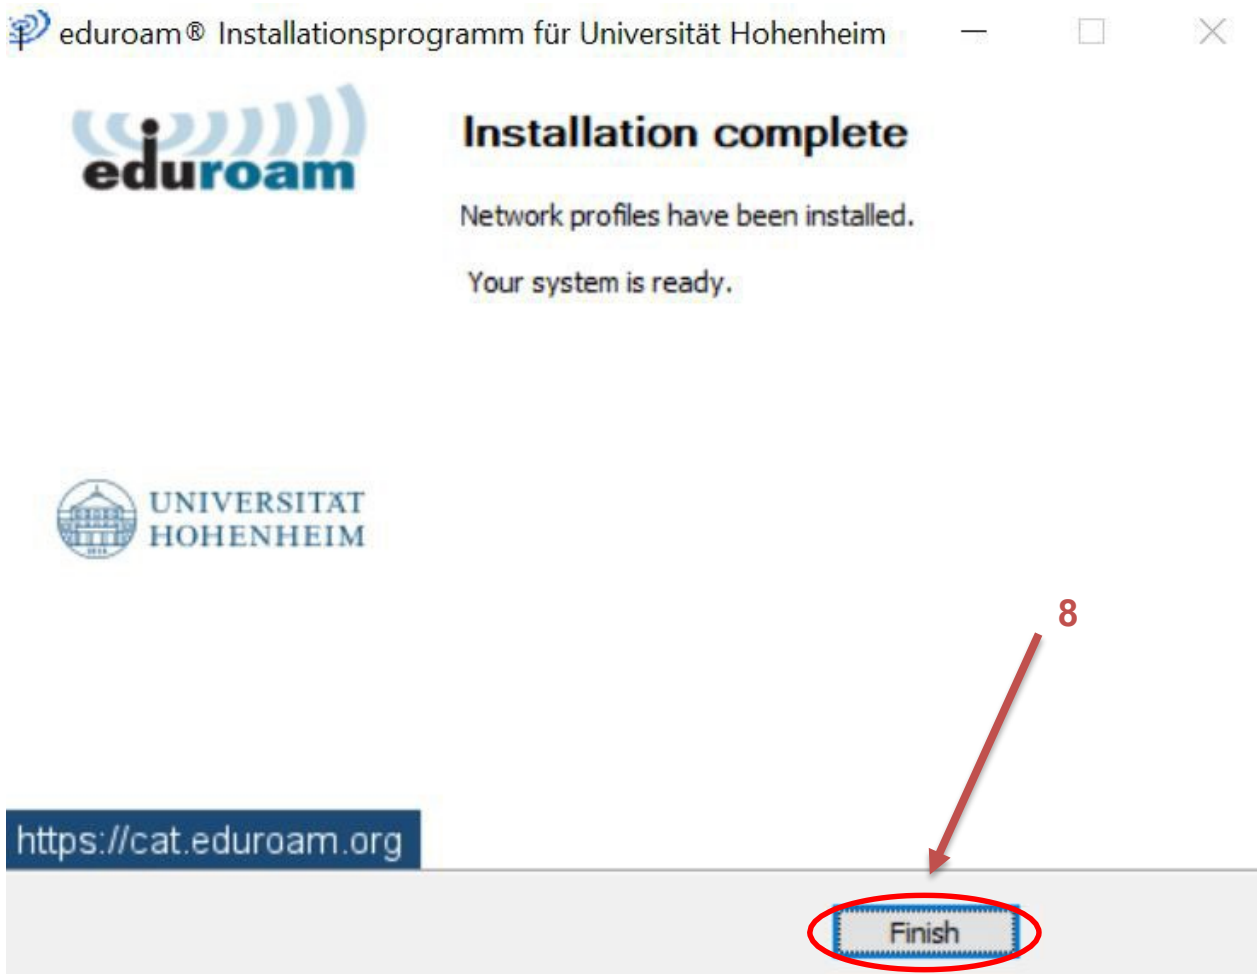 eduroam® Installationsprogramm für Universität Hohenheim
eduroam
Installation complete
Network profiles have been installed.
Your system is ready.
UNIVERSITÄT
HOHENHEIM
8
https://cat.eduroam.org
Finish